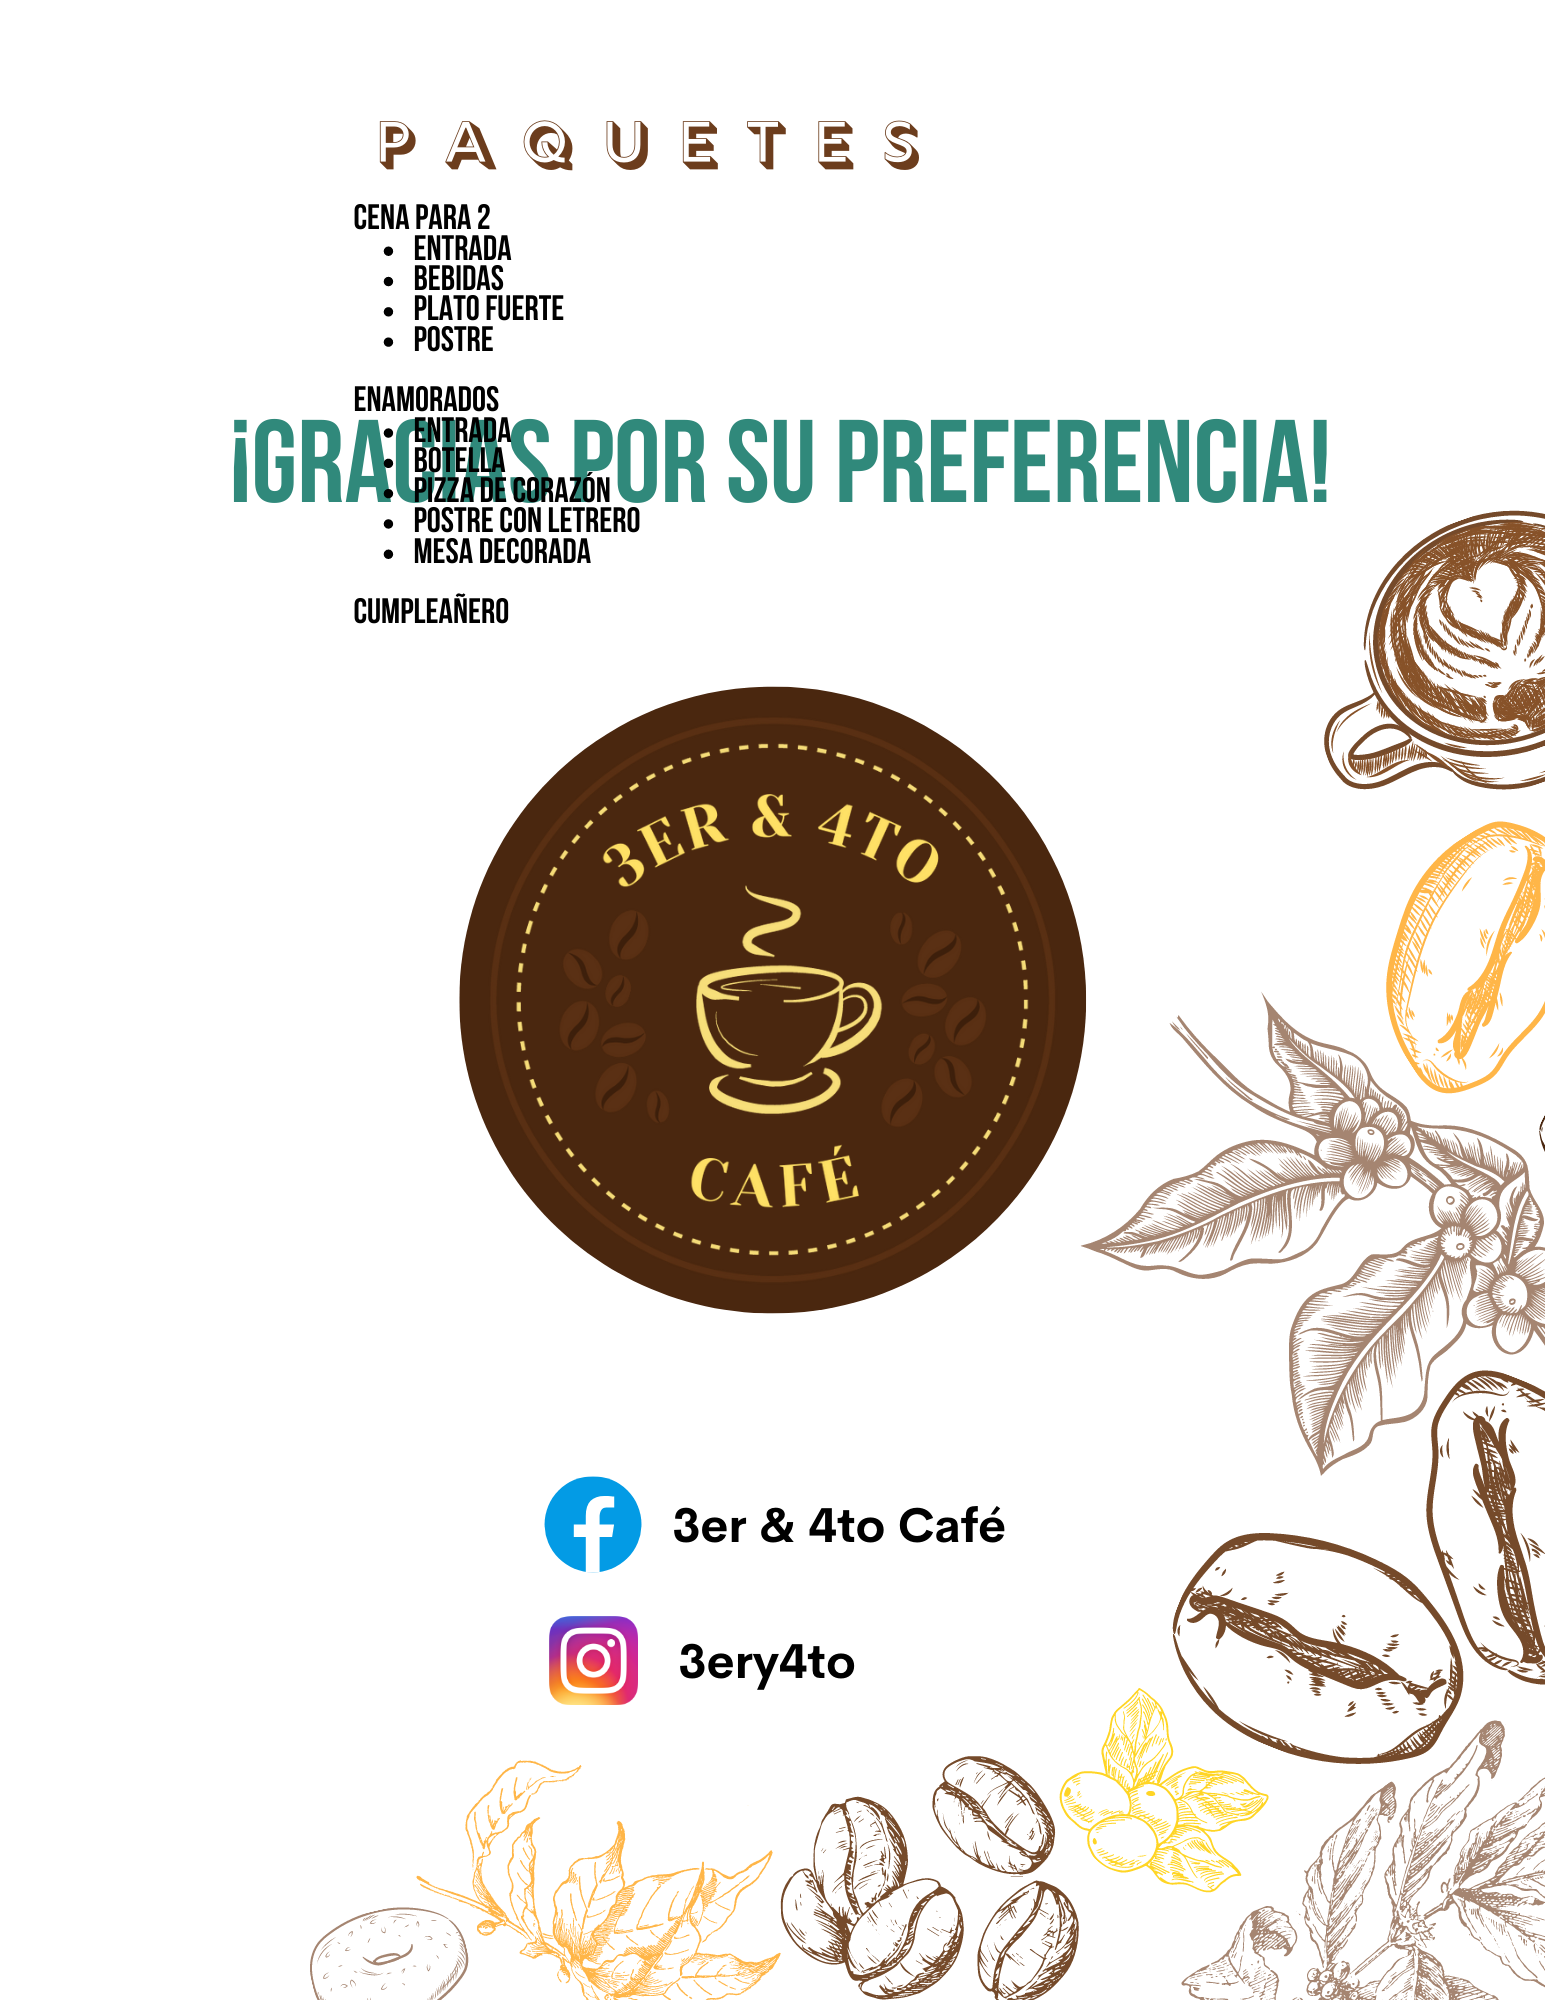 PAQUETES
CENA PARA 2
• ENTRADA
• BEBIDAS
• PLATO FUERTE
• POSTRE
ENAMORADOS
¡GRACIAS POR SU PREFERENCIA!
• ENTRADA
• BOTELLA
• PIZZA DE CORAZÓN
• POSTRE CON LETRERO
• MESA DECORADA
CUMPLEAÑERO
3ER & 4TO
CAFÉ
3er & 4to Café
3ery4to